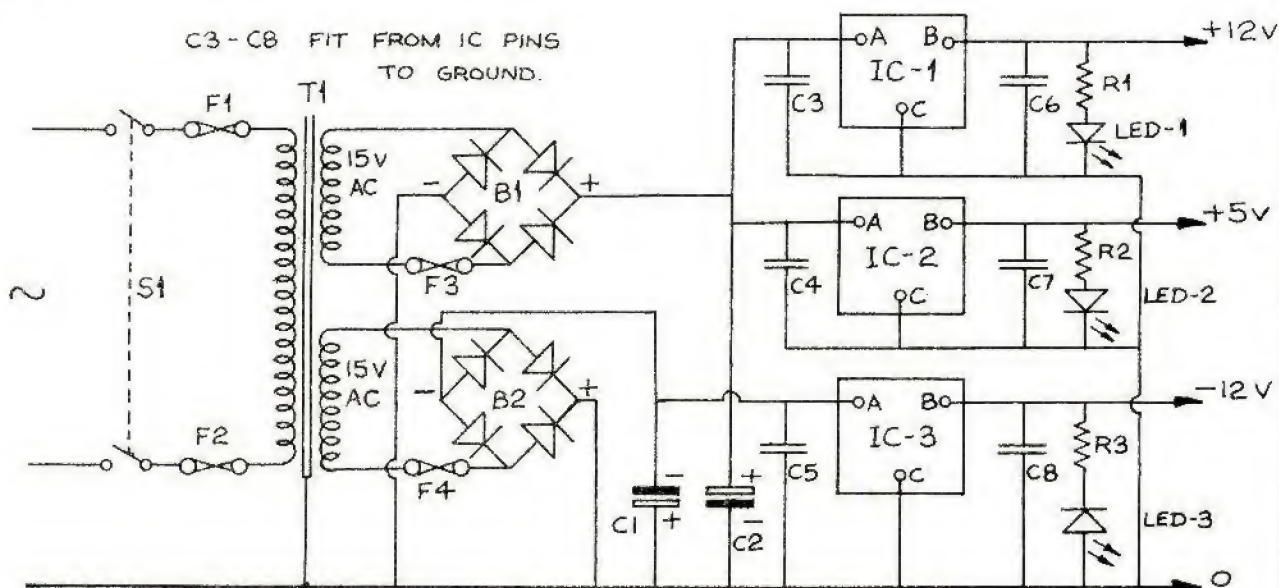 C3-C8 FIT FROM IC PINS
TO GROUND.
F1
T1
15V
AC
B1
-
+
F3
S1
~
F2
15V
AC
B2
-
+
F4
C1
-
+
C2
+
-
C3
A
B
IC-1
C
C6
R1
LED-1
+12V
C4
A
B
IC-2
C
C7
R2
LED-2
+5V
C5
A
B
IC-3
C
C8
R3
LED-3
-12V
0